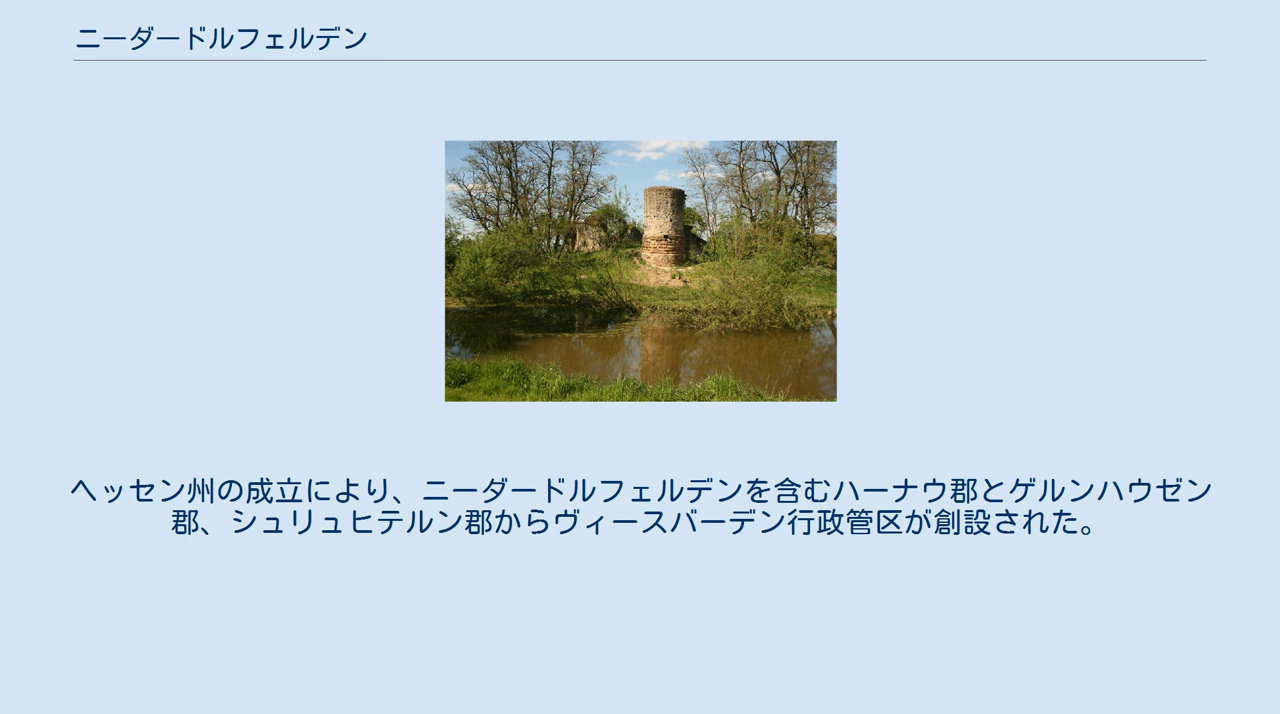 ニーダードルフェルデン
ヘッセン州の成立により、ニーダードルフェルデンを含むハーナウ郡とゲルンハウゼン
郡、シュリュヒテルン郡からヴィースバーデン行政管区が創設された。